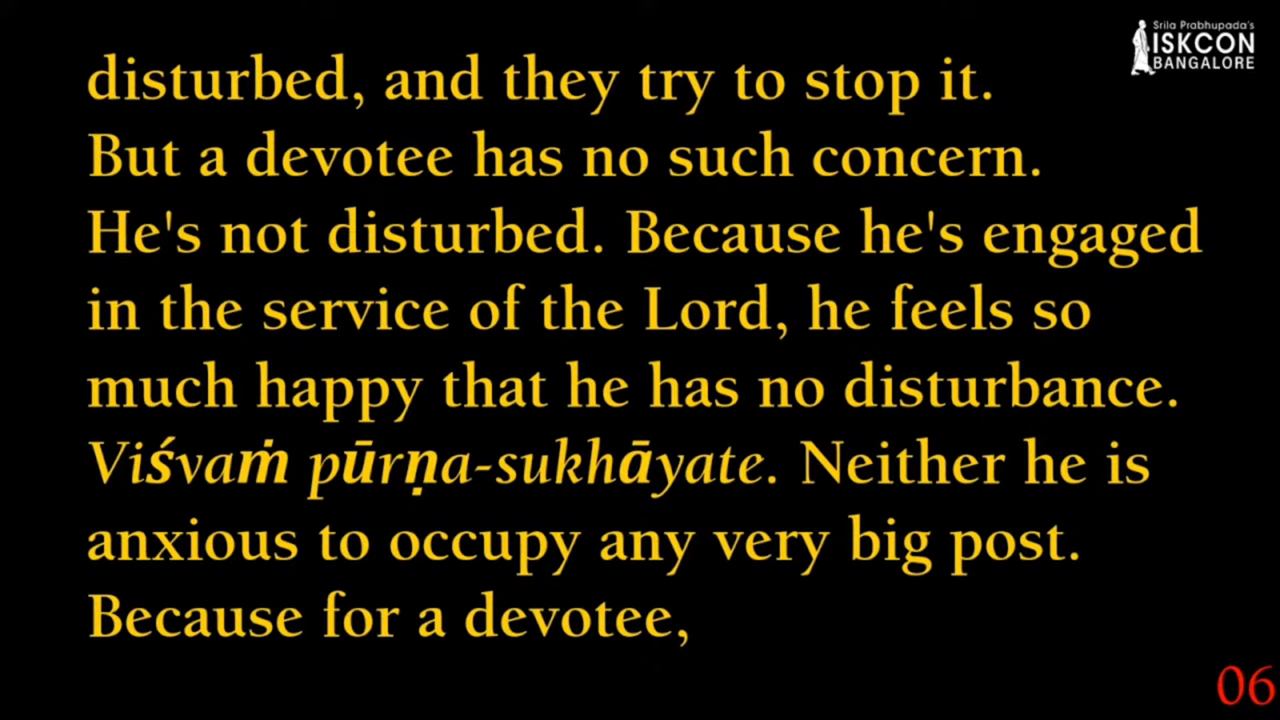 Srila Prabhupada's
ISKCON
BANGALORE
disturbed, and they try to stop it.
But a devotee has no such concern.
He's not disturbed. Because he's engaged
in the service of the Lord, he feels so
much happy that he has no disturbance.
Viśvaṁ pūrṇa-sukhāyate. Neither he is
anxious to occupy any very big post.
Because for a devotee,
06